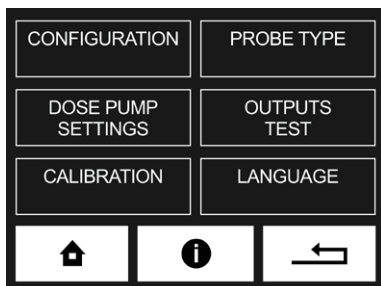 CONFIGURATION
PROBE TYPE
DOSE PUMP
SETTINGS
OUTPUTS
TEST
CALIBRATION
LANGUAGE